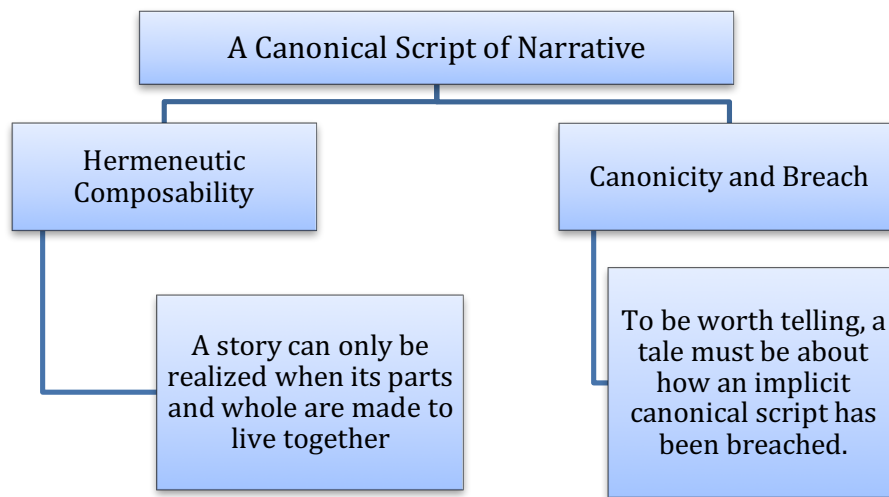 A Canonical Script of Narrative
Hermeneutic
Composability
Canonicity and Breach
A story can only be
realized when its parts
and whole are made to
live together
To be worth telling, a
tale must be about
how an implicit
canonical script has
been breached.